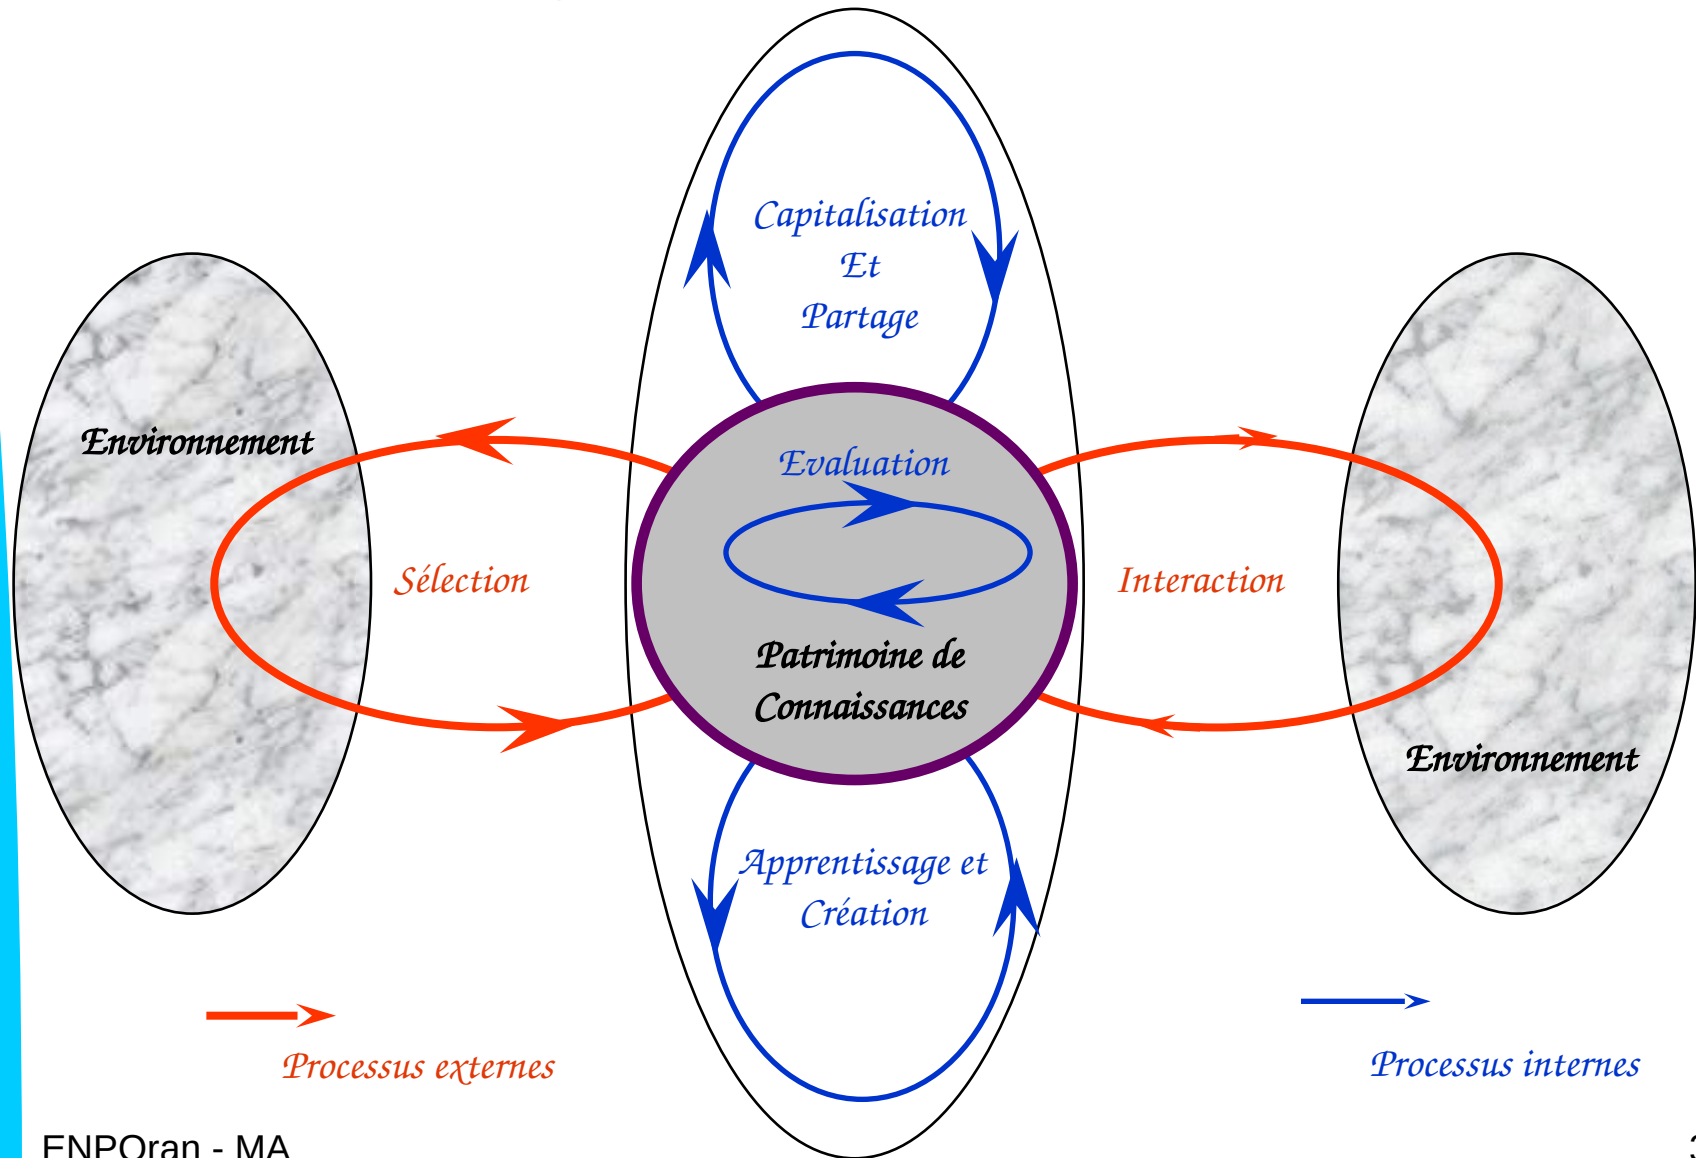 Capitalisation
Et
Partage
Environnement
Evaluation
Sélection
Interaction
Patrimoine de
Connaissances
Environnement
Apprentissage et
Création
Processus externes
Processus internes
ENPOran - MA